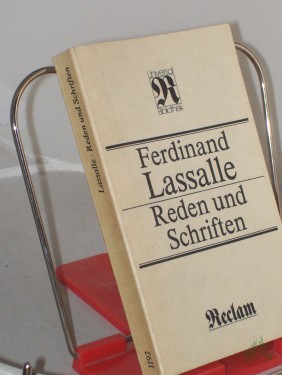 Universal
Bibliothek
Ferdinand
Lassalle
Reden und
Schriften
Reclam
Lassalle · Reden und Schriften
1192